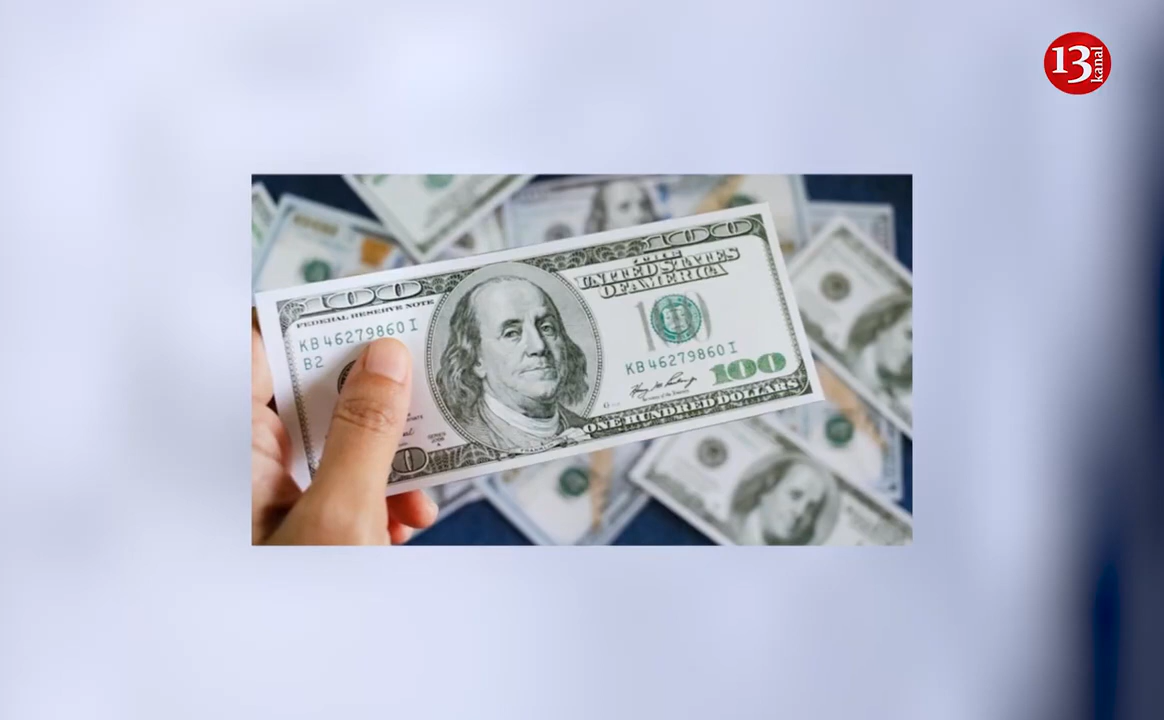 13 kanal
100
100
FEDERAL RESERVE NOTE
THE UNITED STATES
OF AMERICA
KB 46279860 I
B2
KB 46279860 I
100
ONE HUNDRED DOLLARS